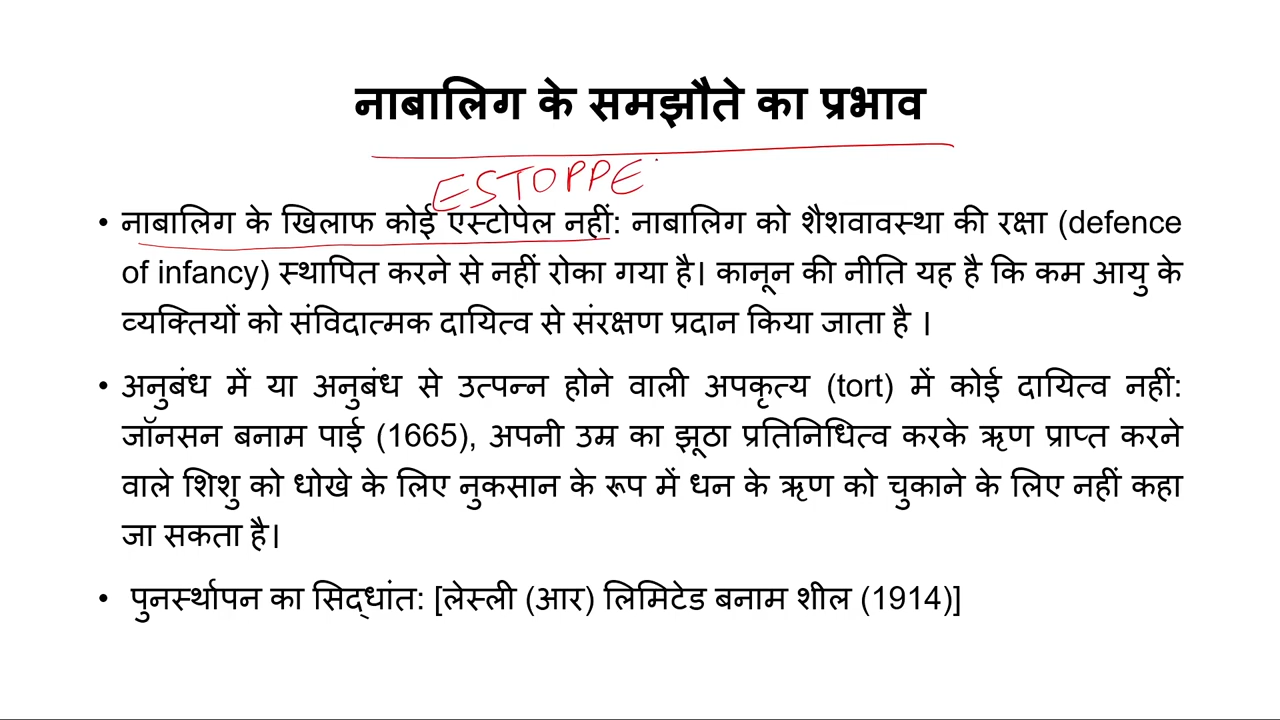 नाबालिग के समझौते का प्रभाव
ESTOPPE
• नाबालिग के खिलाफ कोई एस्टोपेल नहीं: नाबालिग को शैशवावस्था की रक्षा (defence
of infancy) स्थापित करने से नहीं रोका गया है। कानून की नीति यह है कि कम आयु के
व्यक्तियों को संविदात्मक दायित्व से संरक्षण प्रदान किया जाता है ।
• अनुबंध में या अनुबंध से उत्पन्न होने वाली अपकृत्य (tort) में कोई दायित्व नहीं:
जॉनसन बनाम पाई (1665), अपनी उम्र का झूठा प्रतिनिधित्व करके ऋण प्राप्त करने
वाले शिशु को धोखे के लिए नुकसान के रूप में धन के ऋण को चुकाने के लिए नहीं कहा
जा सकता है।
• पुनर्स्थापन का सिद्धांत: [लेस्ली (आर) लिमिटेड बनाम शील (1914)]